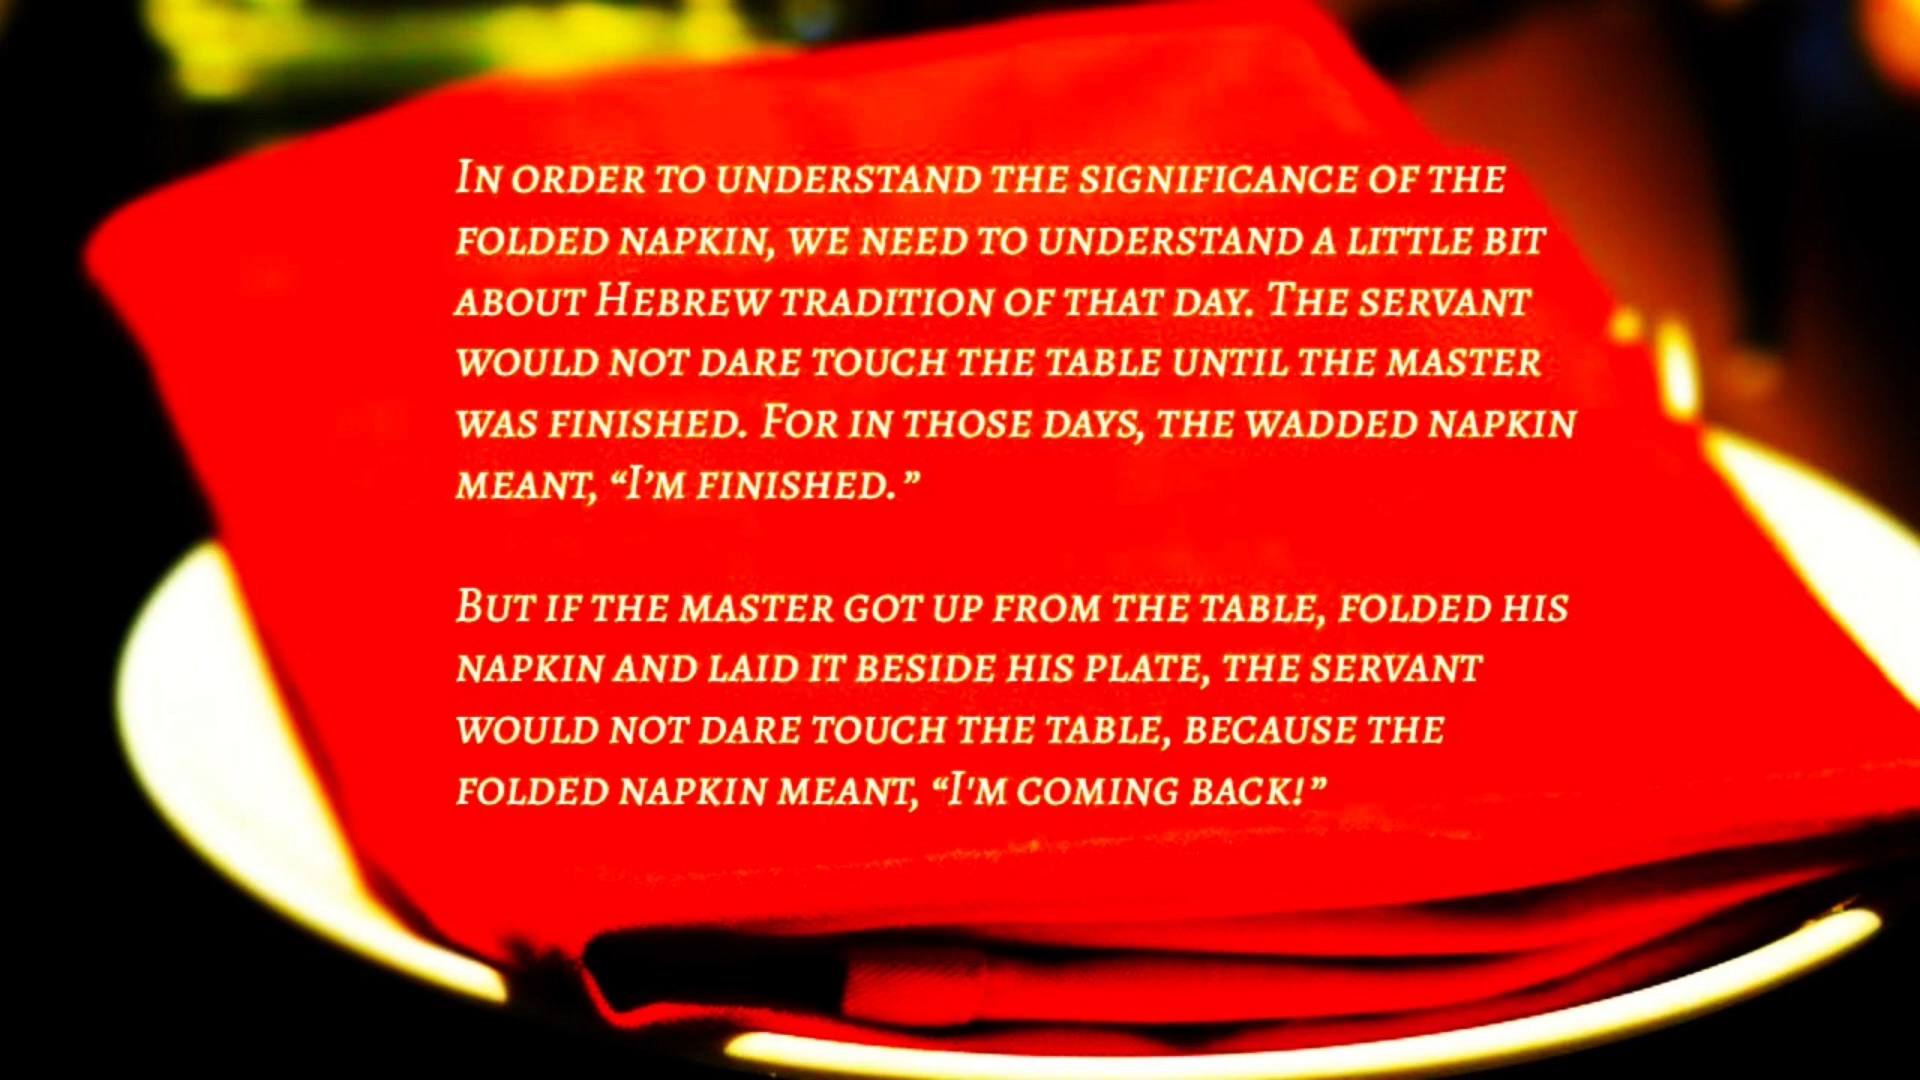 In order to understand the significance of the
folded napkin, we need to understand a little bit
about Hebrew tradition of that day. The servant
would not dare touch the table until the master
was finished. For in those days, the wadded napkin
meant, “I’m finished.”
But if the master got up from the table, folded his
napkin and laid it beside his plate, the servant
would not dare touch the table, because the
folded napkin meant, “I'm coming back!”